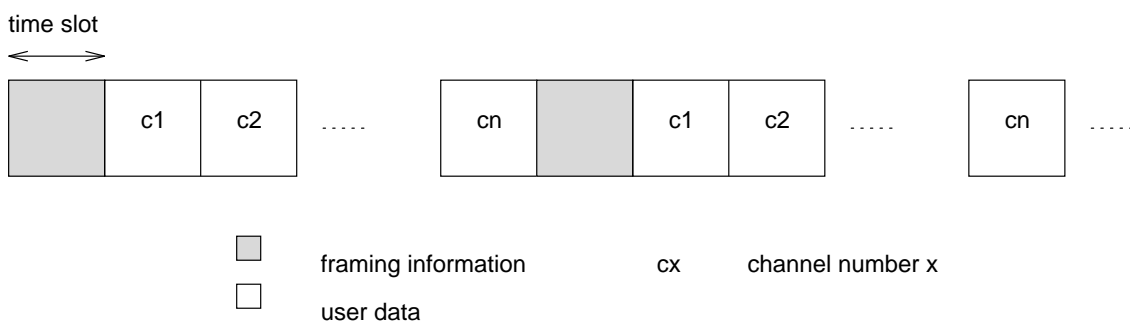 time slot
c1 c2 ..... cn c1 c2 ..... cn .....
framing information cx channel number x
user data